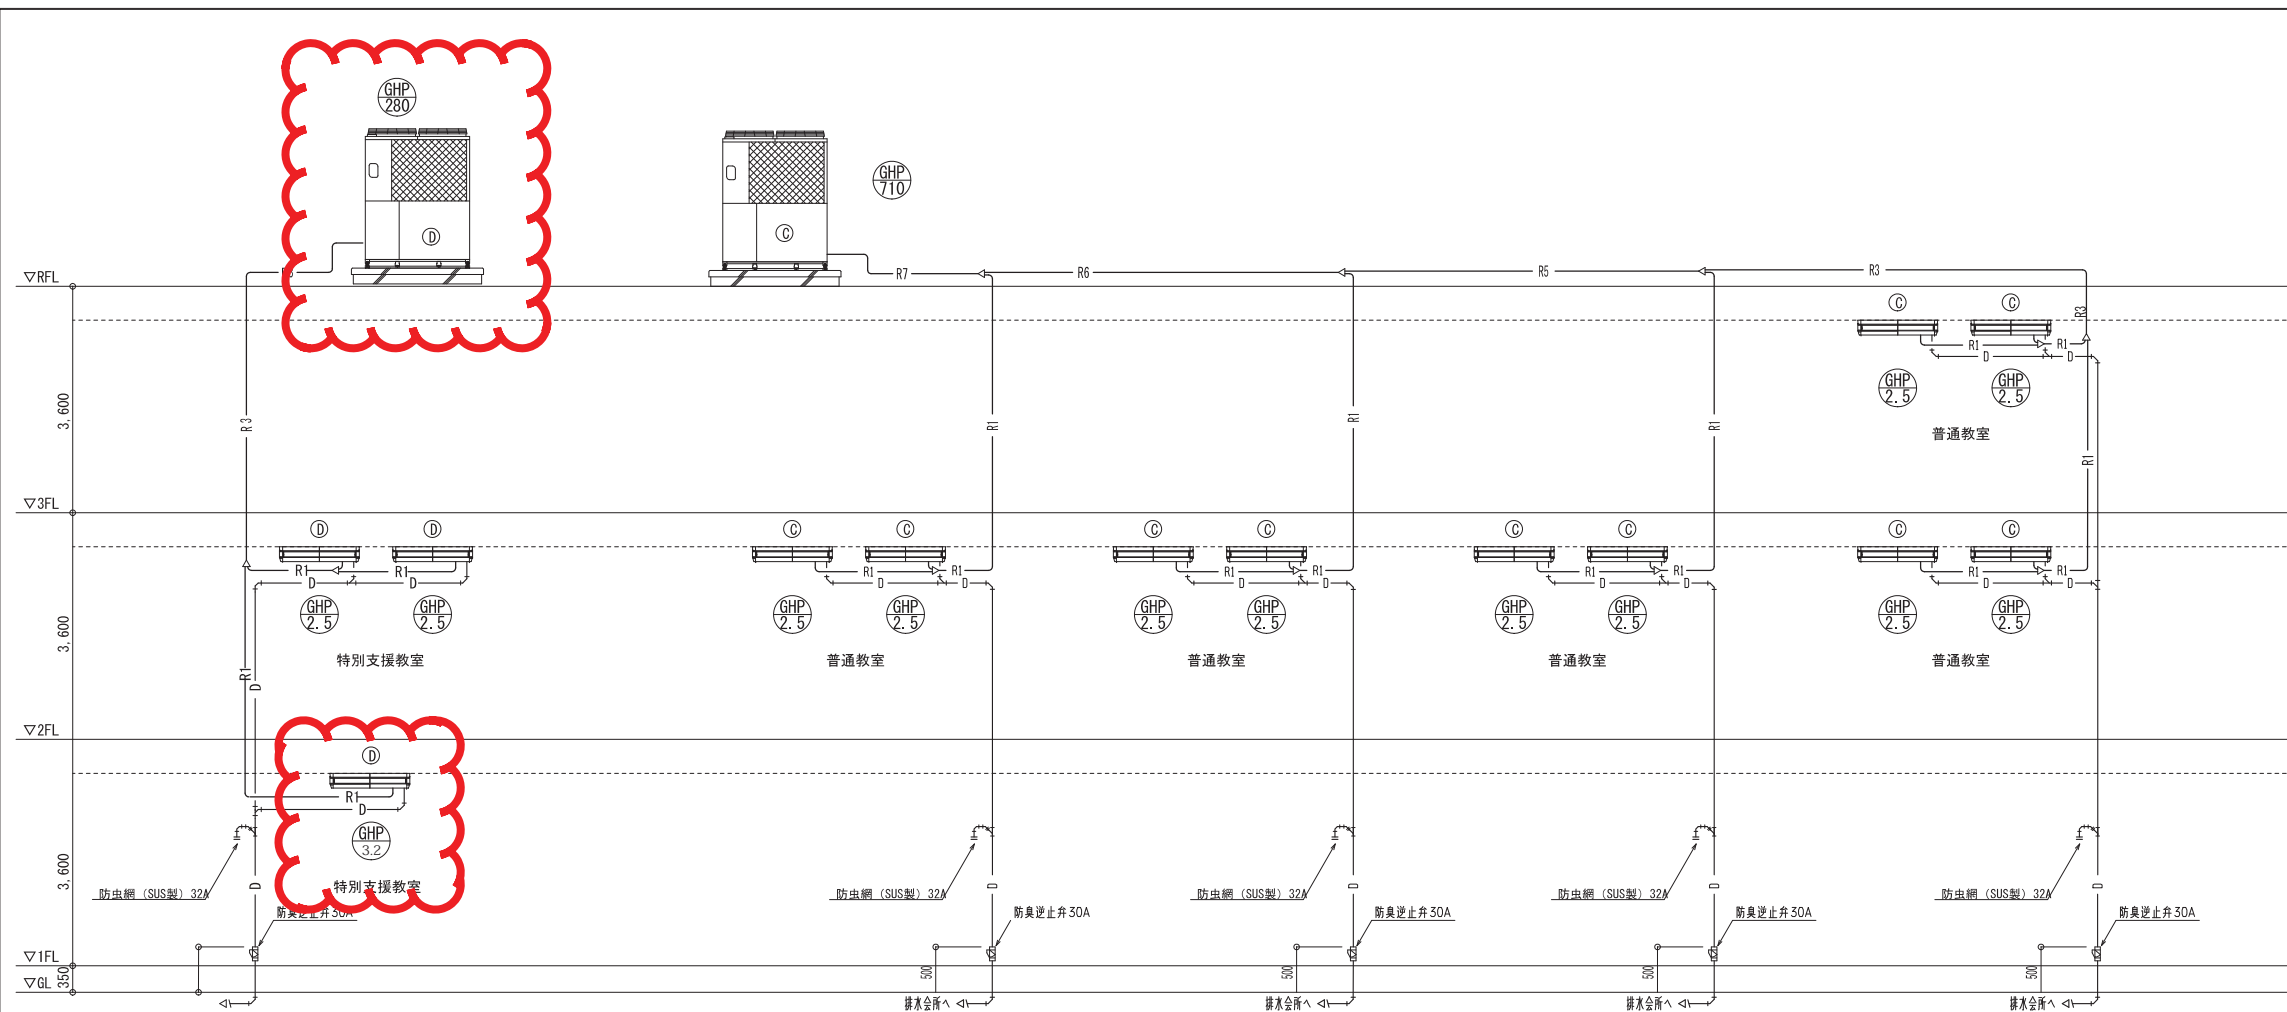 GHP
280
GHP
710
D
C
▽RFL
R7
R6
R5
R3
C
C
R3
R1
R1
D
D
GHP
2.5
GHP
2.5
普通教室
3,600
R3
R1
R1
R1
R1
▽3FL
D
D
C
C
C
C
C
C
C
C
R1
R1
D
D
R1
R1
D
D
R1
R1
D
D
R1
R1
D
D
R1
R1
D
D
GHP
2.5
GHP
2.5
GHP
2.5
GHP
2.5
GHP
2.5
GHP
2.5
GHP
2.5
GHP
2.5
GHP
2.5
GHP
2.5
3,600
特別支援教室
普通教室
普通教室
普通教室
普通教室
R1
D
▽2FL
D
R1
D
GHP
3.2
特別支援教室
3,600
D
D
D
D
D
防虫網（SUS製）32A
防虫網（SUS製）32A
防虫網（SUS製）32A
防虫網（SUS製）32A
防虫網（SUS製）32A
防臭逆止弁30A
防臭逆止弁30A
防臭逆止弁30A
防臭逆止弁30A
防臭逆止弁30A
▽1FL
350
500
500
500
500
▽GL
排水会所へ
排水会所へ
排水会所へ
排水会所へ